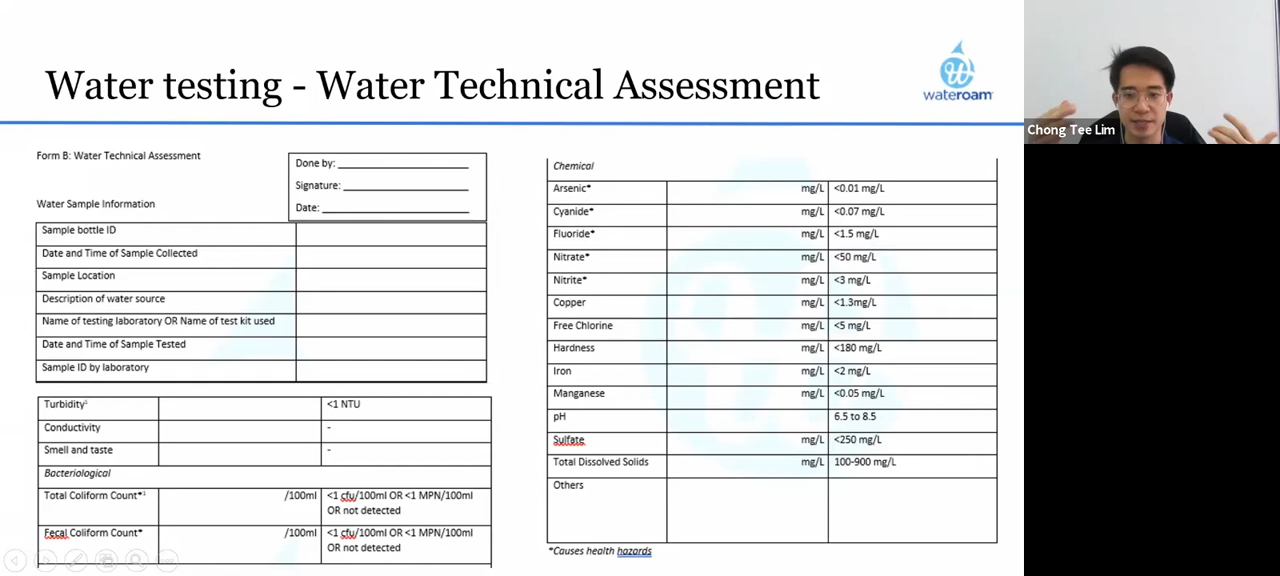 Water testing - Water Technical Assessment
wateroam
Chong Tee Lim
Form B: Water Technical Assessment
Done by:
Signature:
Date:
Water Sample Information
Sample bottle ID
Date and Time of Sample Collected
Sample Location
Description of water source
Name of testing laboratory OR Name of test kit used
Date and Time of Sample Tested
Sample ID by laboratory
Turbidity¹ <1 NTU
Conductivity -
Smell and taste -
Bacteriological
Total Coliform Count*¹ /100ml <1 cfu/100ml OR <1 MPN/100ml
OR not detected
Fecal Coliform Count* /100ml <1 cfu/100ml OR <1 MPN/100ml
OR not detected
Chemical
Arsenic* mg/L <0.01 mg/L
Cyanide* mg/L <0.07 mg/L
Fluoride* mg/L <1.5 mg/L
Nitrate* mg/L <50 mg/L
Nitrite* mg/L <3 mg/L
Copper mg/L <1.3mg/L
Free Chlorine mg/L <5 mg/L
Hardness mg/L <180 mg/L
Iron mg/L <2 mg/L
Manganese mg/L <0.05 mg/L
pH 6.5 to 8.5
Sulfate mg/L <250 mg/L
Total Dissolved Solids mg/L 100-900 mg/L
Others
*Causes health hazards